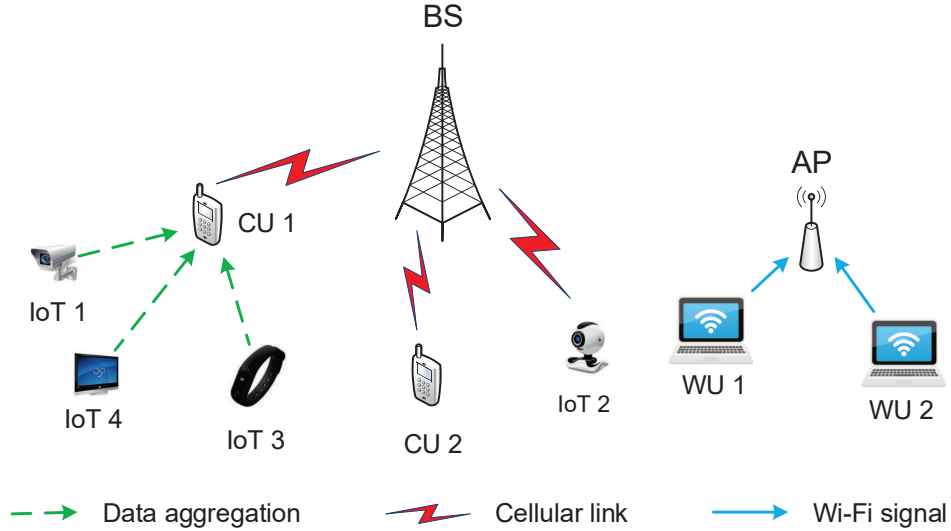 BS
AP
CU 1
IoT 1
IoT 4
IoT 3
CU 2
IoT 2
WU 1
WU 2
Data aggregation
Cellular link
Wi-Fi signal